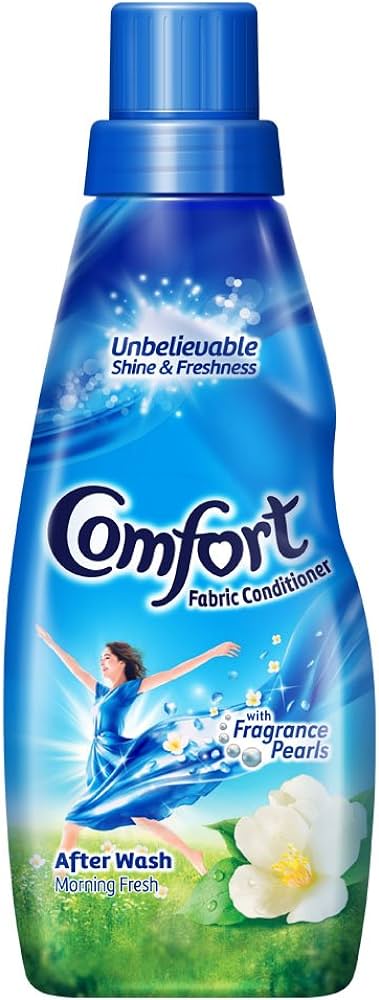 Unbelievable
Shine & Freshness
Comfort
Fabric Conditioner
with
Fragrance
Pearls
After Wash
Morning Fresh